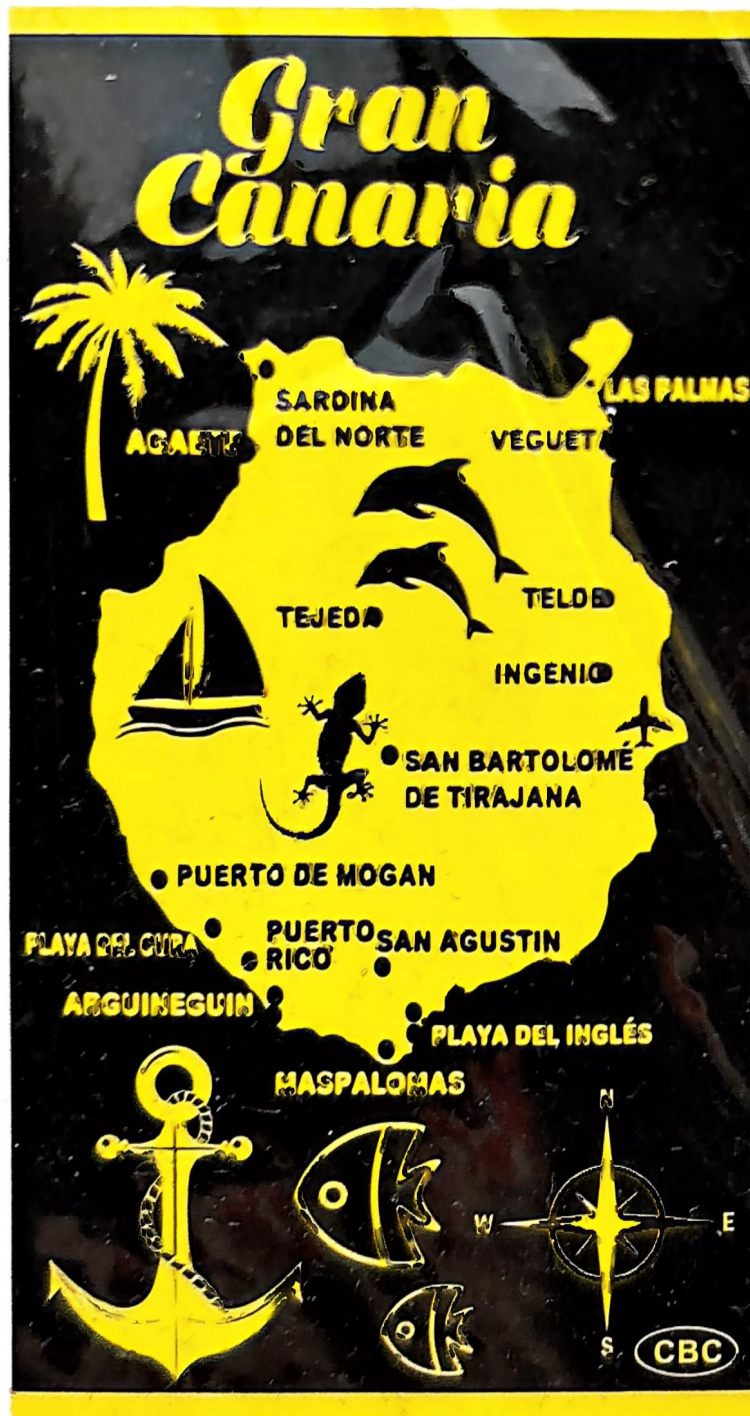 Gran
Canaria
LAS PALMAS
SARDINA
DEL NORTE
VEGUETA
TEJEDA
TELDE
INGENIO
SAN BARTOLOMÉ
DE TIRAJANA
PUERTO DE MOGAN
PLAYA DEL CURA
PUERTO
RICO
SAN AGUSTIN
ARGUINEGUIN
PLAYA DEL INGLÉS
MASPALOMAS
N
W
E
S
CBC